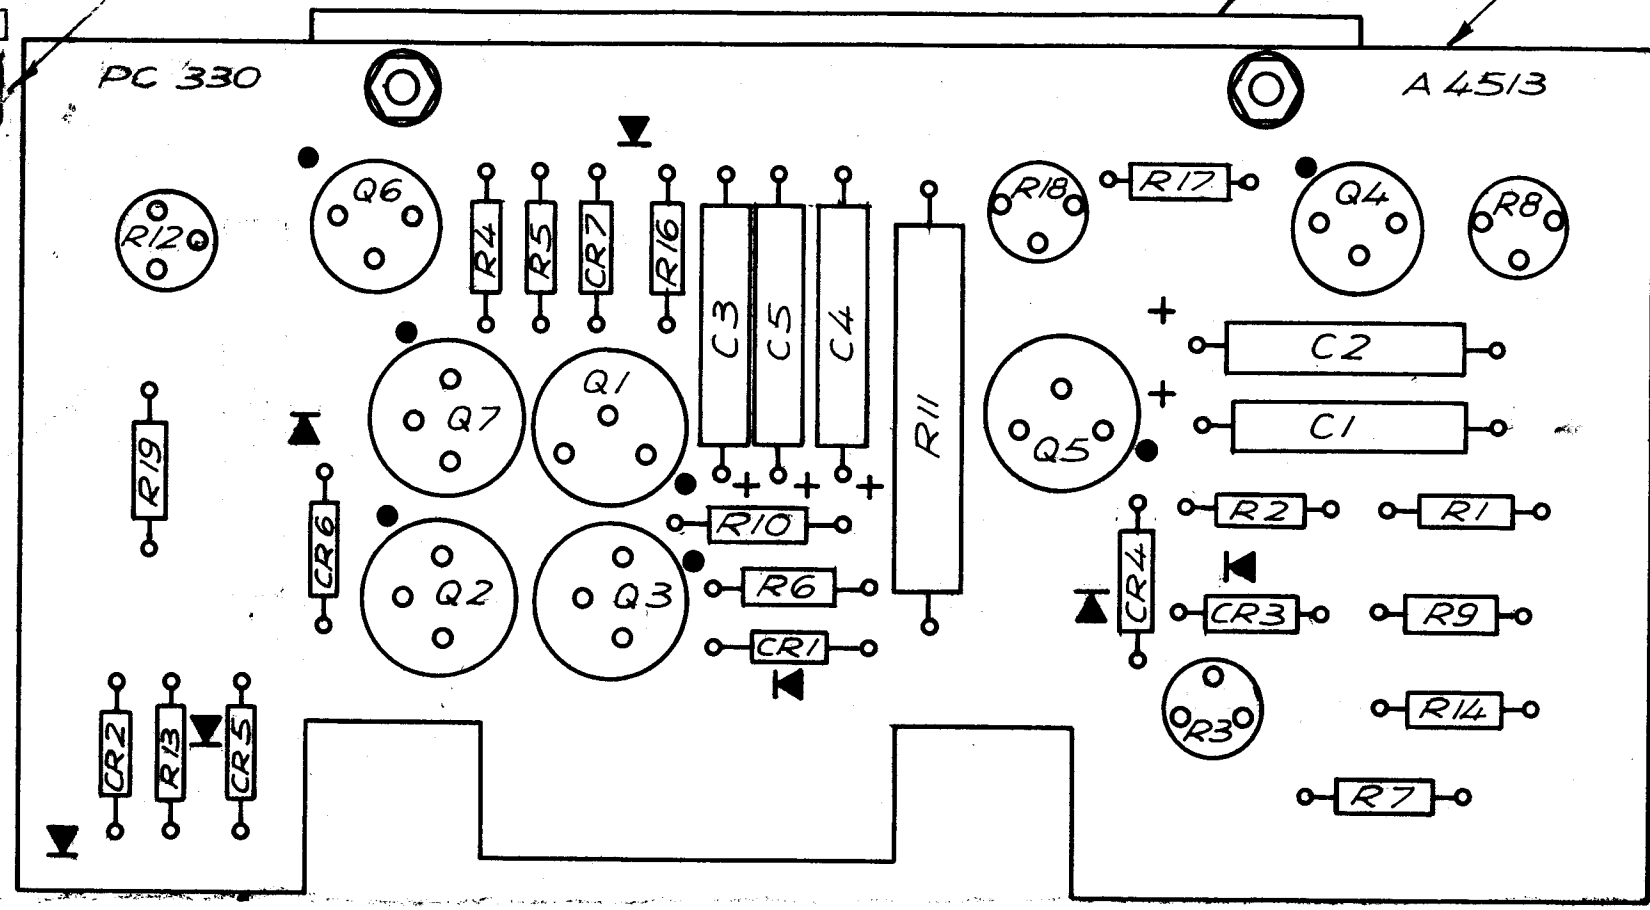 PC 330
A 4513
R12
Q6
R4
R5
CR7
R16
C3
C5
C4
R11
R18
R17
Q4
R8
C2
C1
Q7
Q1
Q5
R19
CR6
Q2
Q3
R10
R6
CR1
CR4
R2
R1
CR3
R9
R3
R14
R7
CR2
R13
CR5
+
+
+
+
+